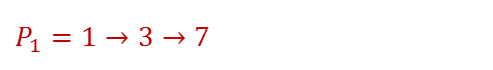 P₁ = 1 → 3 → 7